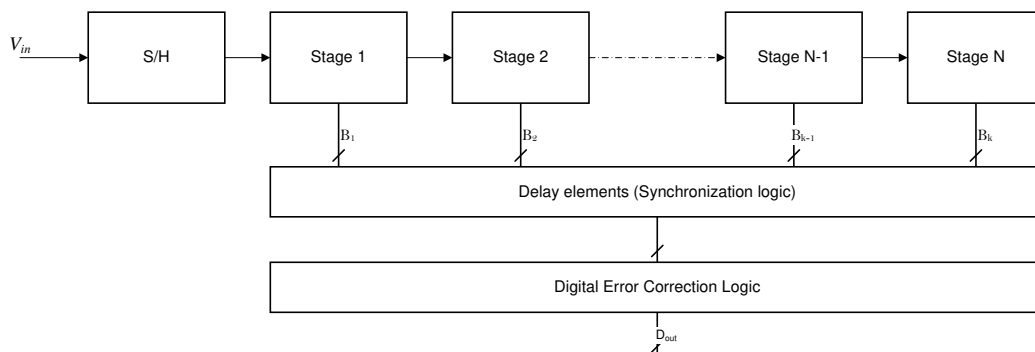 V_in
S/H
Stage 1
Stage 2
Stage N-1
Stage N
B_1
B_2
B_k-1
B_k
Delay elements (Synchronization logic)
Digital Error Correction Logic
D_out